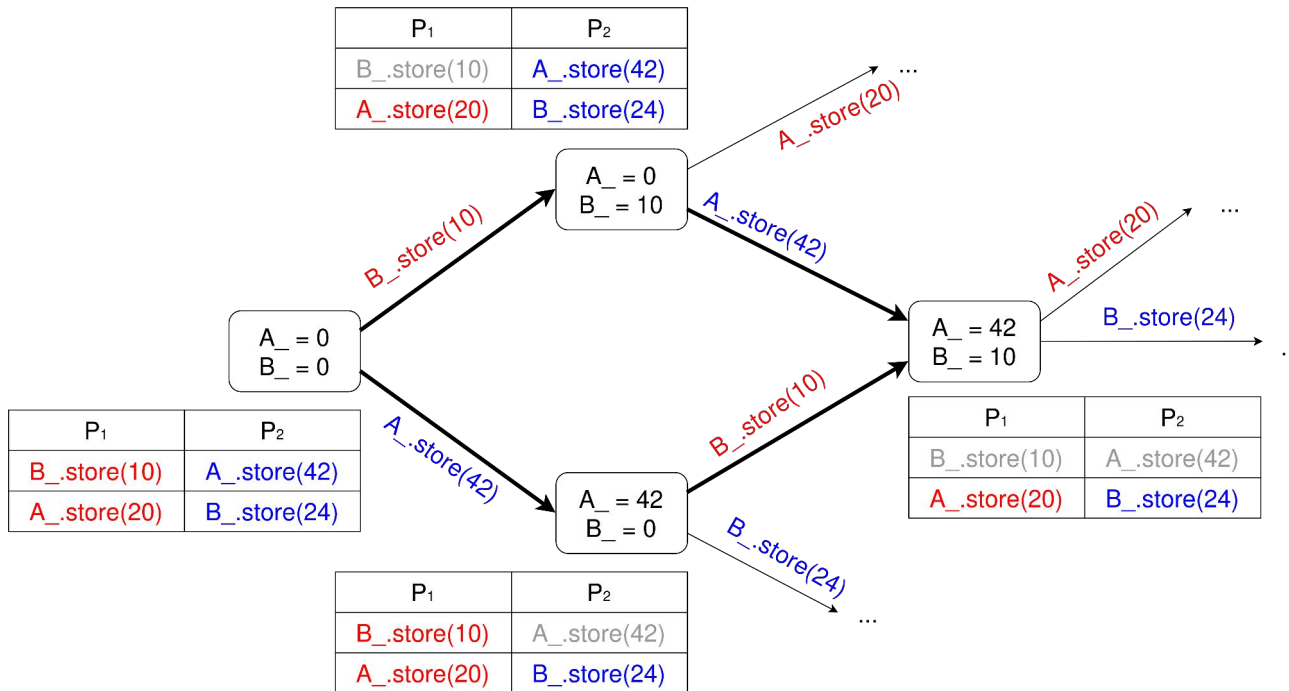 P₁ P₂
B_.store(10) A_.store(42)
A_.store(20) B_.store(24)
...
A_.store(20)
A_ = 0
B_ = 10
B_.store(10)
A_.store(42)
A_.store(20)
...
A_ = 0
B_ = 0
A_ = 42
B_ = 10
B_.store(24)
.
P₁ P₂
B_.store(10) A_.store(42)
A_.store(20) B_.store(24)
A_.store(42)
B_.store(10)
P₁ P₂
B_.store(10) A_.store(42)
A_.store(20) B_.store(24)
A_ = 42
B_ = 0
B_.store(24)
...
P₁ P₂
B_.store(10) A_.store(42)
A_.store(20) B_.store(24)